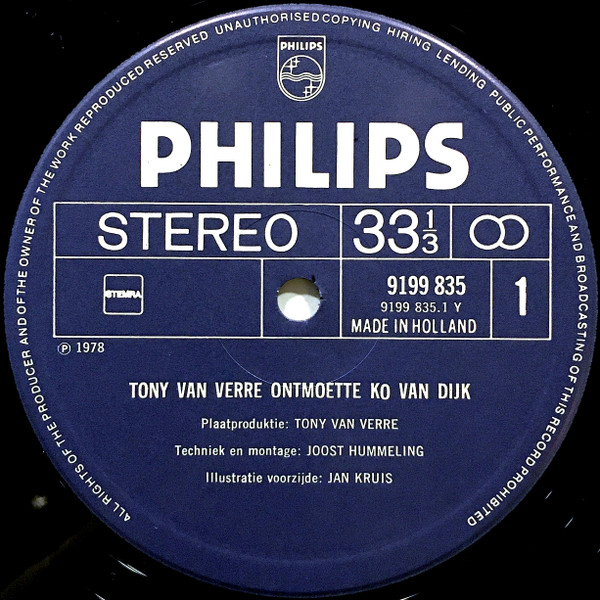 ALL RIGHTS OF THE PRODUCER AND OF THE OWNER OF THE WORK REPRODUCED RESERVED UNAUTHORISED COPYING HIRING LENDING PUBLIC PERFORMANCE AND BROADCASTING OF THIS RECORD PROHIBITED
PHILIPS
PHILIPS
STEREO 33 1/3
STEMRA
9199 835
9199 835.1 Y
MADE IN HOLLAND
1
℗ 1978
TONY VAN VERRE ONTMOETTE KO VAN DIJK
Plaatproduktie: TONY VAN VERRE
Techniek en montage: JOOST HUMMELING
Illustratie voorzijde: JAN KRUIS